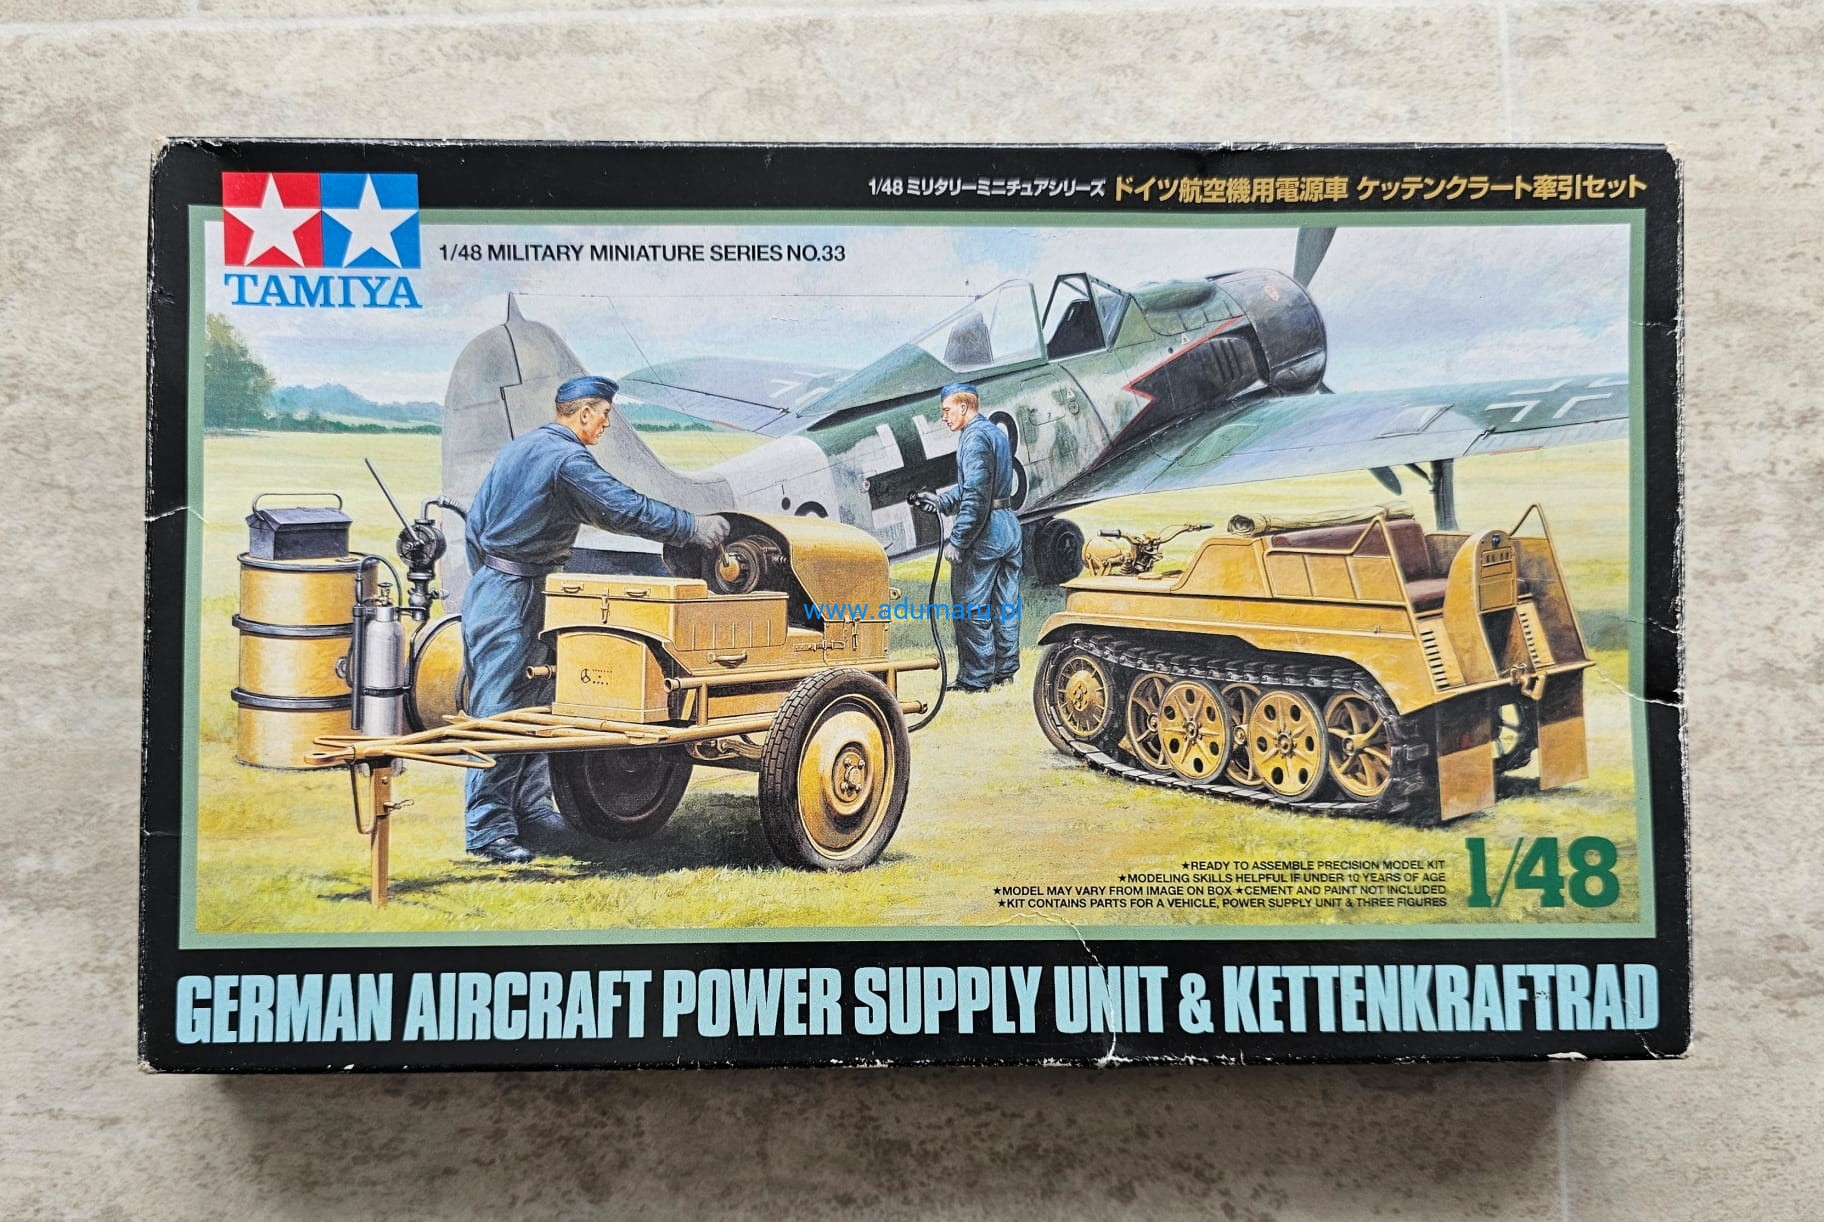 1/48 ミリタリーミニチュアシリーズ ドイツ航空機用電源車 ケッテンクラート牽引セット
TAMIYA
1/48 MILITARY MINIATURE SERIES NO.33
8
www.adumaru.pl
★READY TO ASSEMBLE PRECISION MODEL KIT
★MODELING SKILLS HELPFUL IF UNDER 10 YEARS OF AGE
★MODEL MAY VARY FROM IMAGE ON BOX ★CEMENT AND PAINT NOT INCLUDED
★KIT CONTAINS PARTS FOR A VEHICLE, POWER SUPPLY UNIT & THREE FIGURES
1/48
GERMAN AIRCRAFT POWER SUPPLY UNIT & KETTENKRAFTRAD